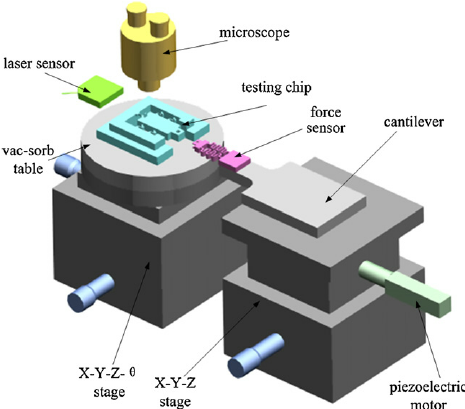 microscope
laser sensor
testing chip
force
sensor
cantilever
vac-sorb
table
X-Y-Z- θ
stage
X-Y-Z
stage
piezoelectric
motor